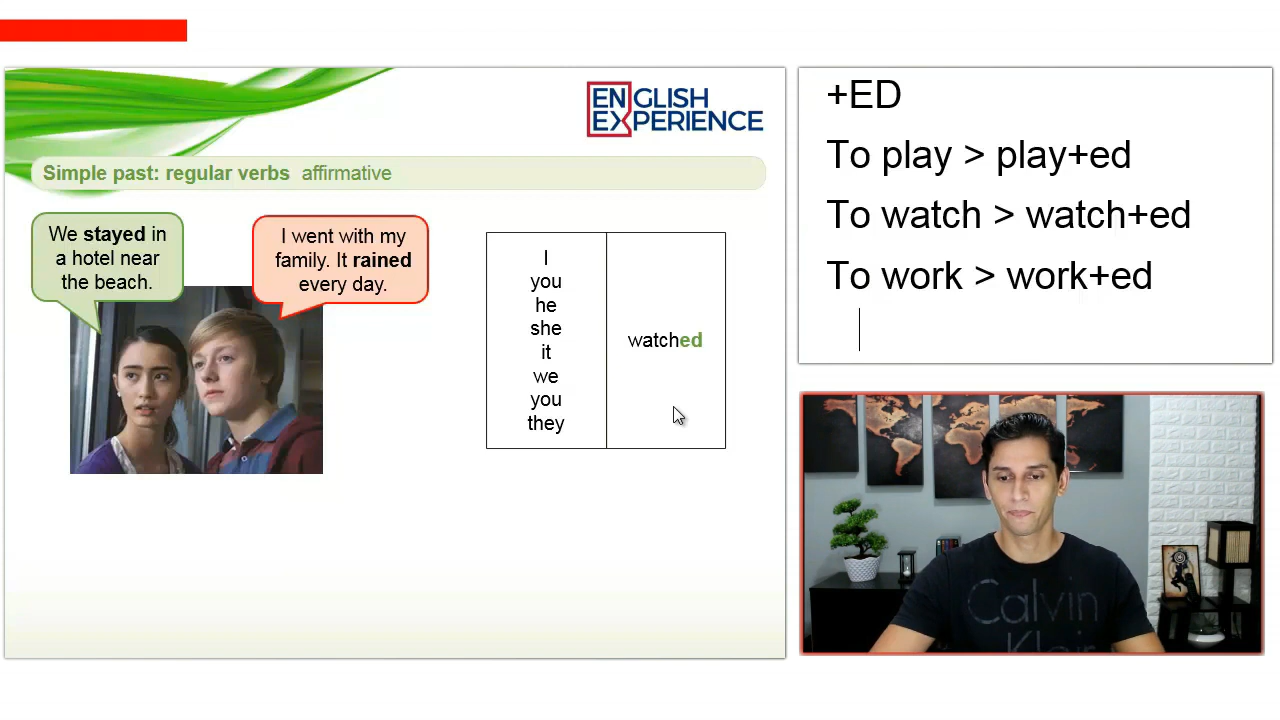 ENGLISH
EXPERIENCE
Simple past: regular verbs affirmative
We stayed in
a hotel near
the beach.
I went with my
family. It rained
every day.
I
you
he
she
it
we
you
they
watched
+ED
To play > play+ed
To watch > watch+ed
To work > work+ed
Calvin
Klein